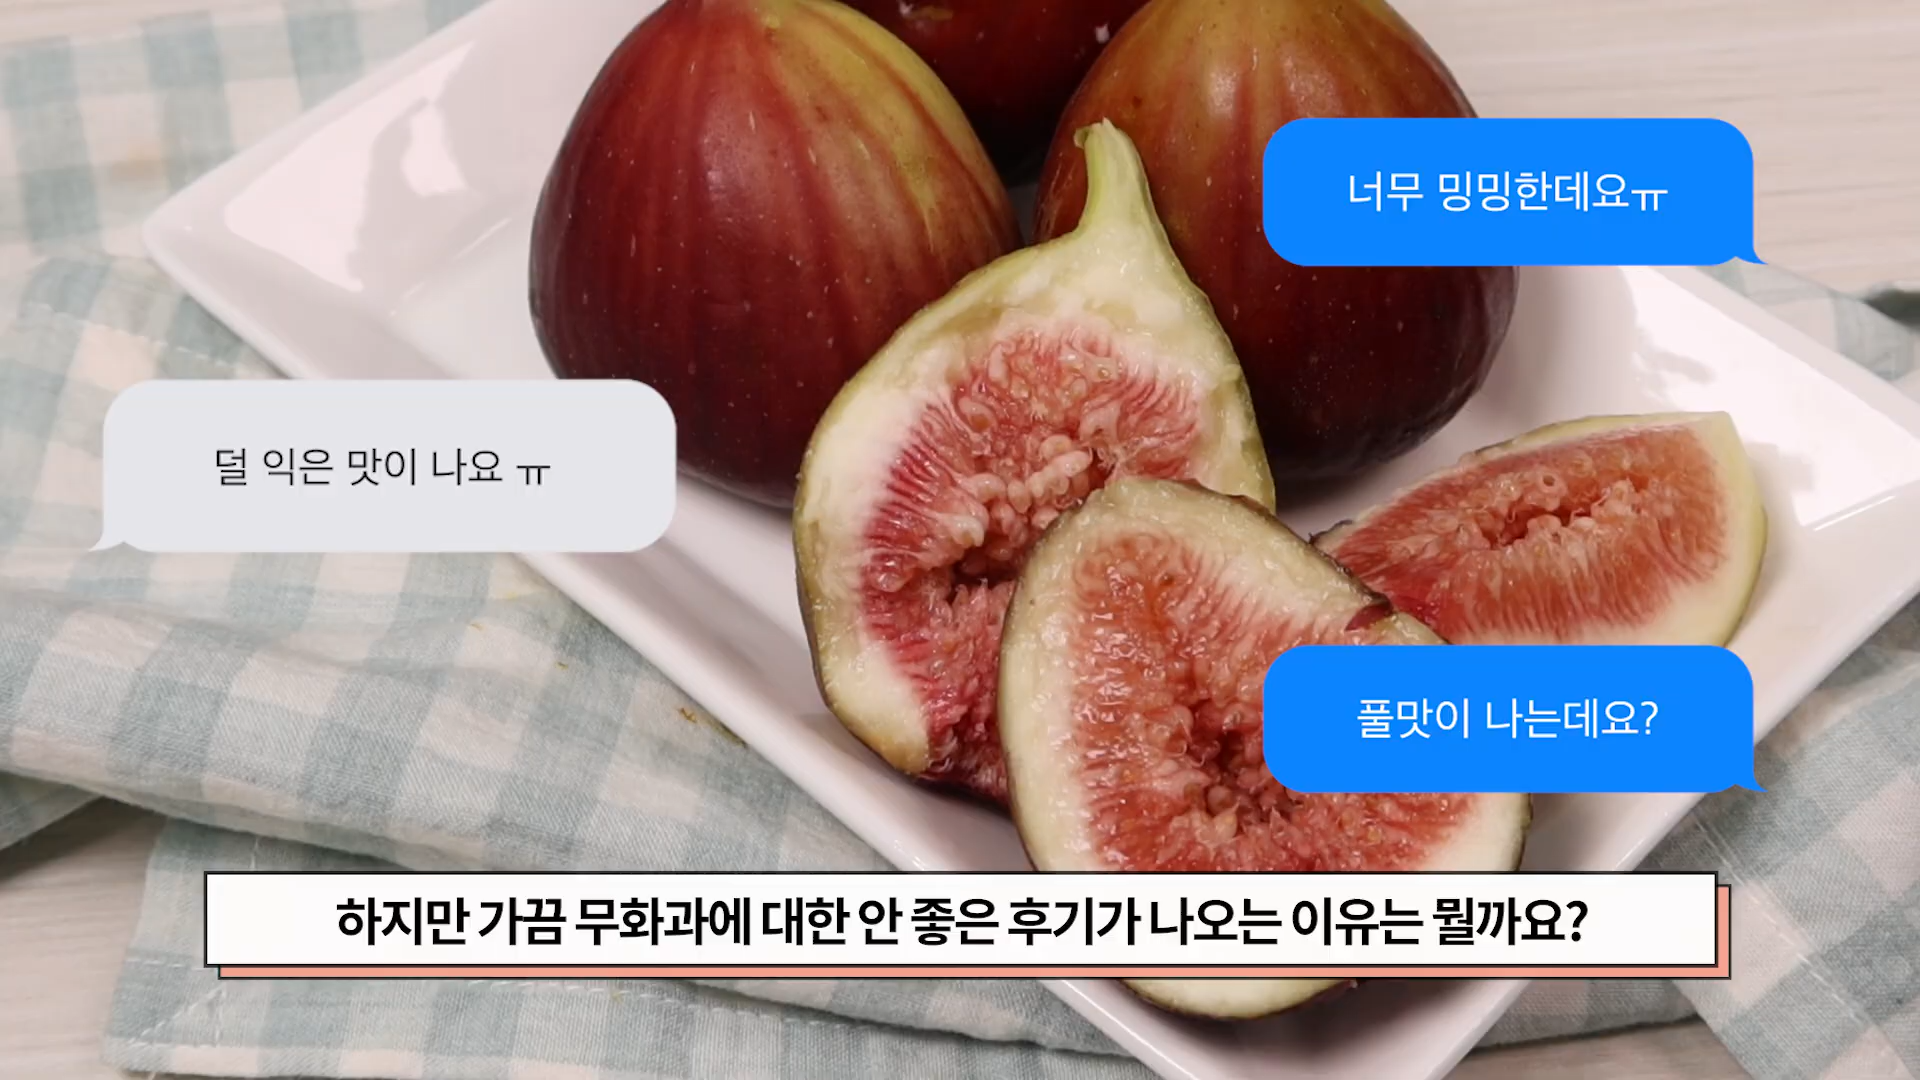 너무 밍밍한데요ㅠ
덜 익은 맛이 나요 ㅠ
풀맛이 나는데요?
하지만 가끔 무화과에 대한 안 좋은 후기가 나오는 이유는 뭘까요?